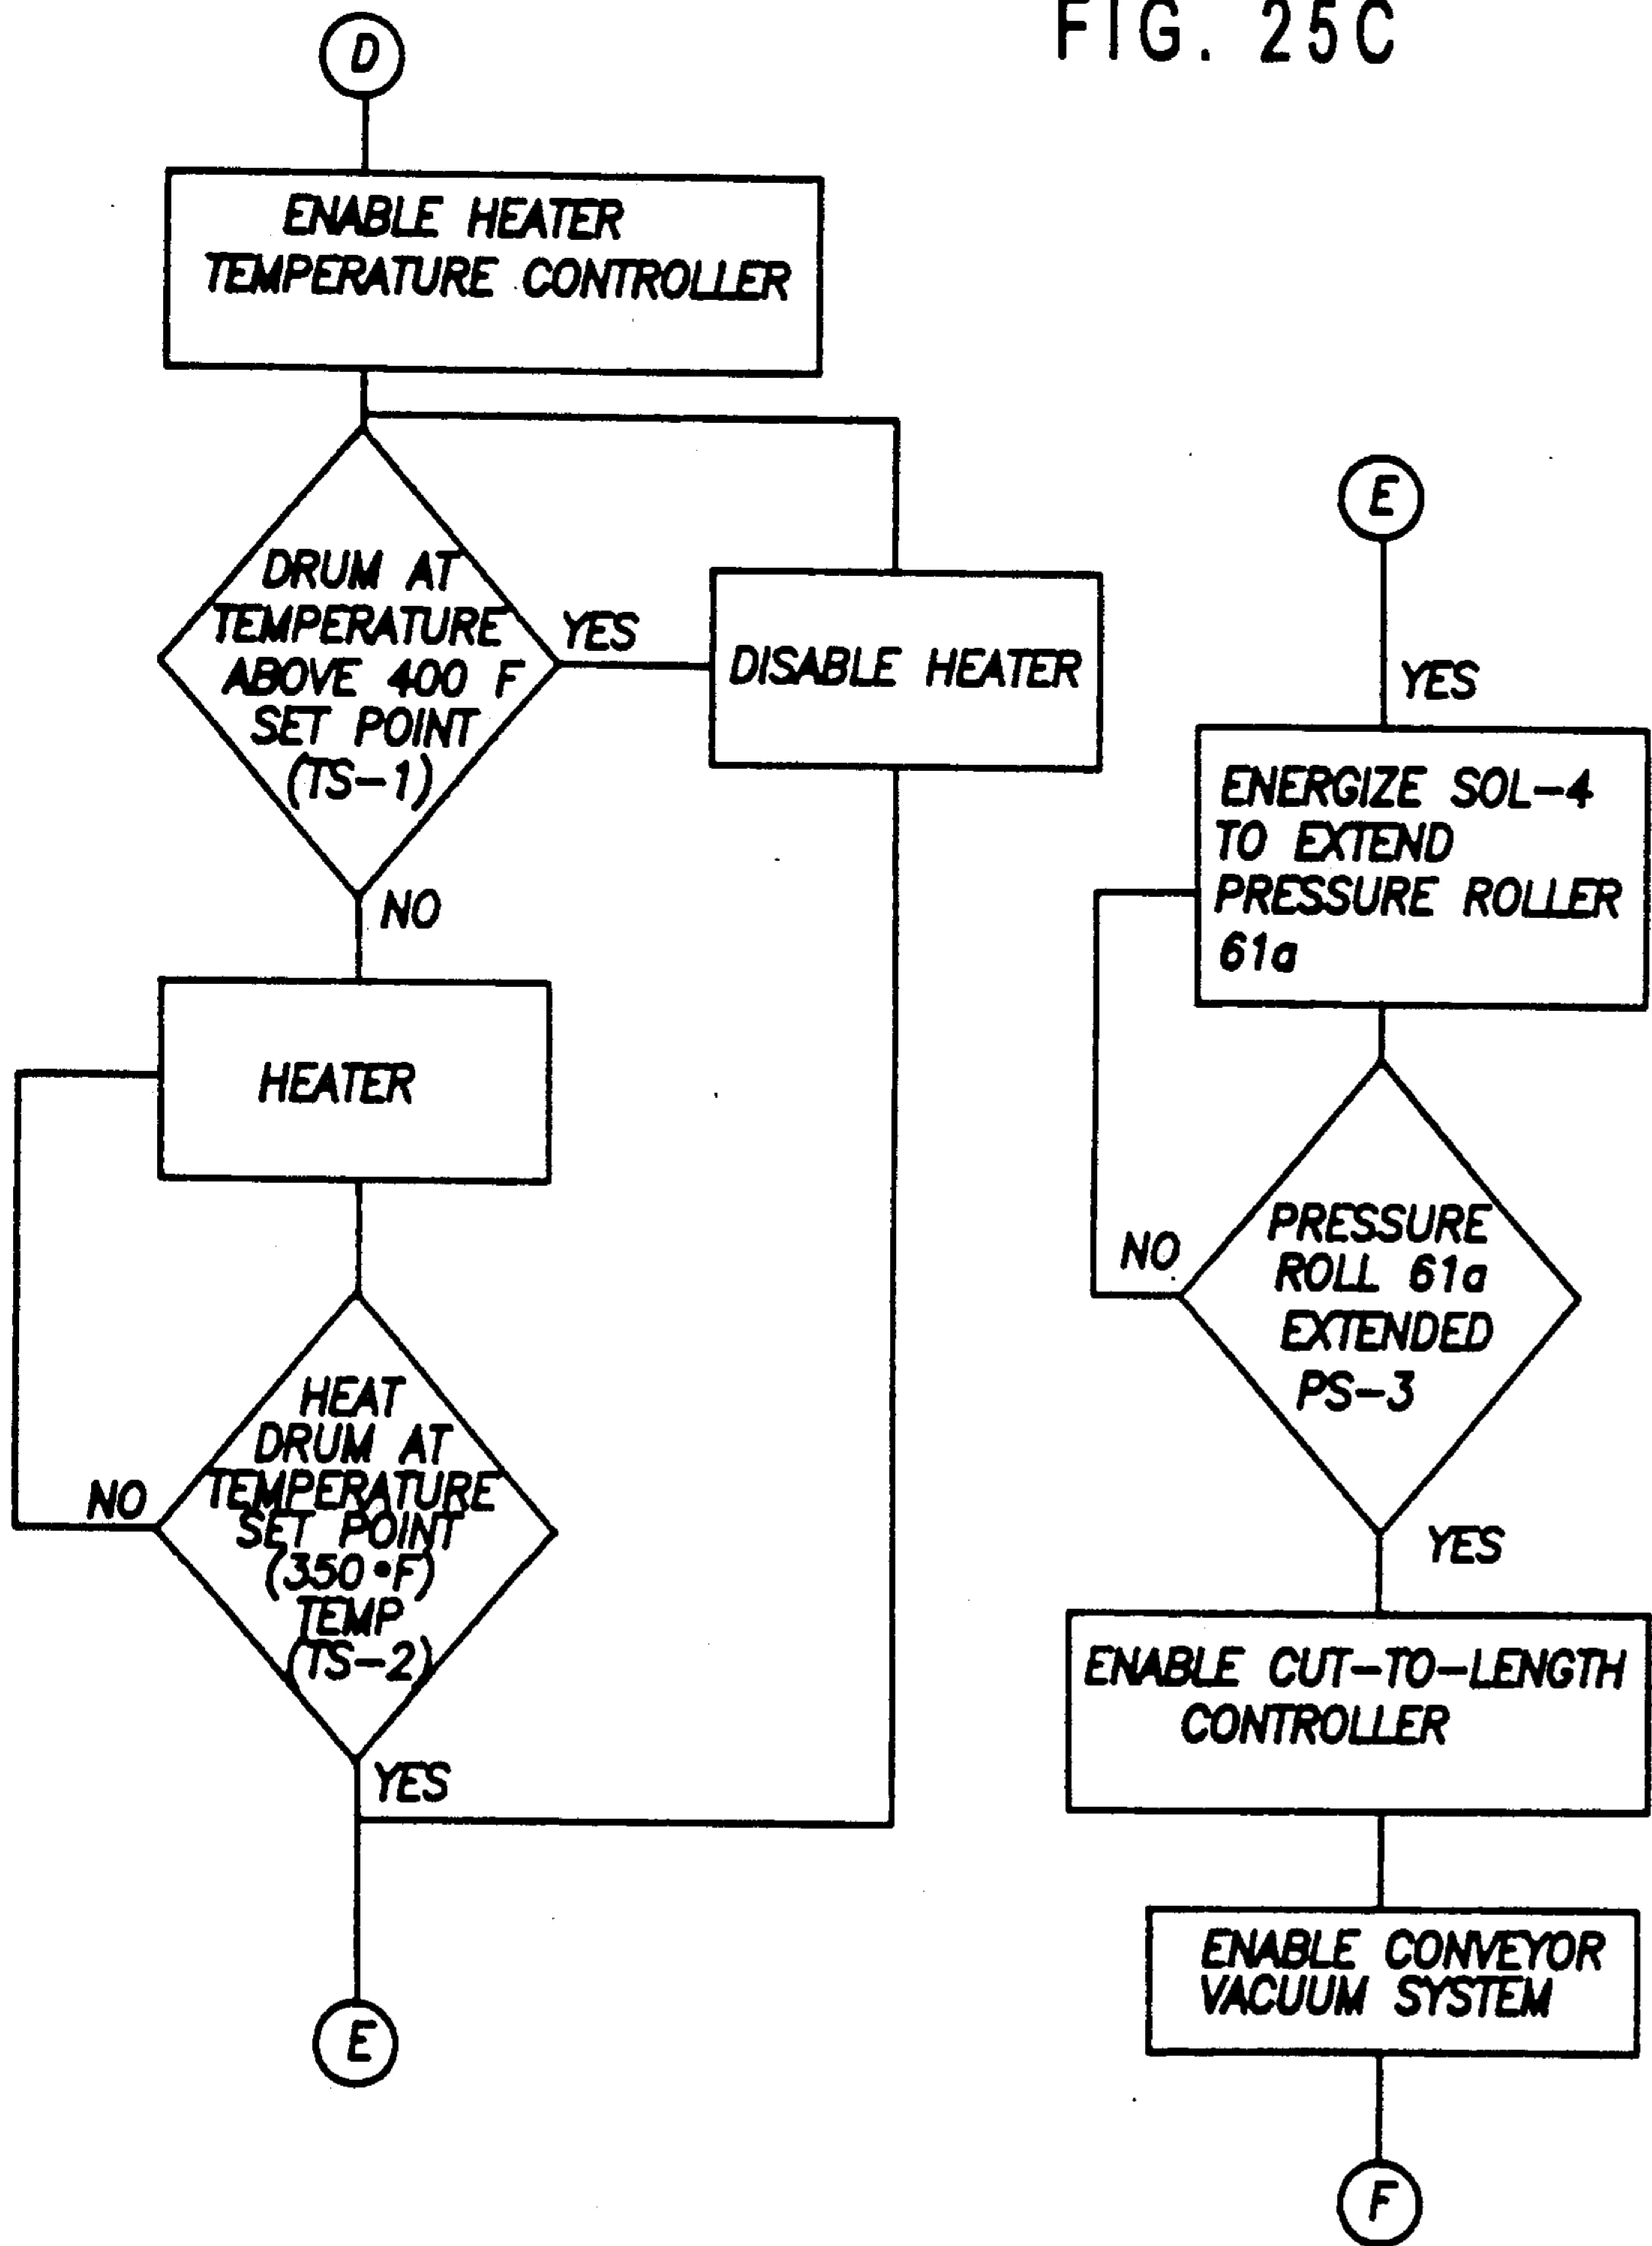 FIG. 25C
D
ENABLE HEATER
TEMPERATURE CONTROLLER
DRUM AT
TEMPERATURE
ABOVE 400 F
SET POINT
(TS-1)
YES
DISABLE HEATER
NO
HEATER
HEAT
DRUM AT
TEMPERATURE
SET POINT
(350°F)
TEMP
(TS-2)
NO
YES
E
E
YES
ENERGIZE SOL-4
TO EXTEND
PRESSURE ROLLER
61a
PRESSURE
ROLL 61a
EXTENDED
PS-3
NO
YES
ENABLE CUT-TO-LENGTH
CONTROLLER
ENABLE CONVEYOR
VACUUM SYSTEM
F